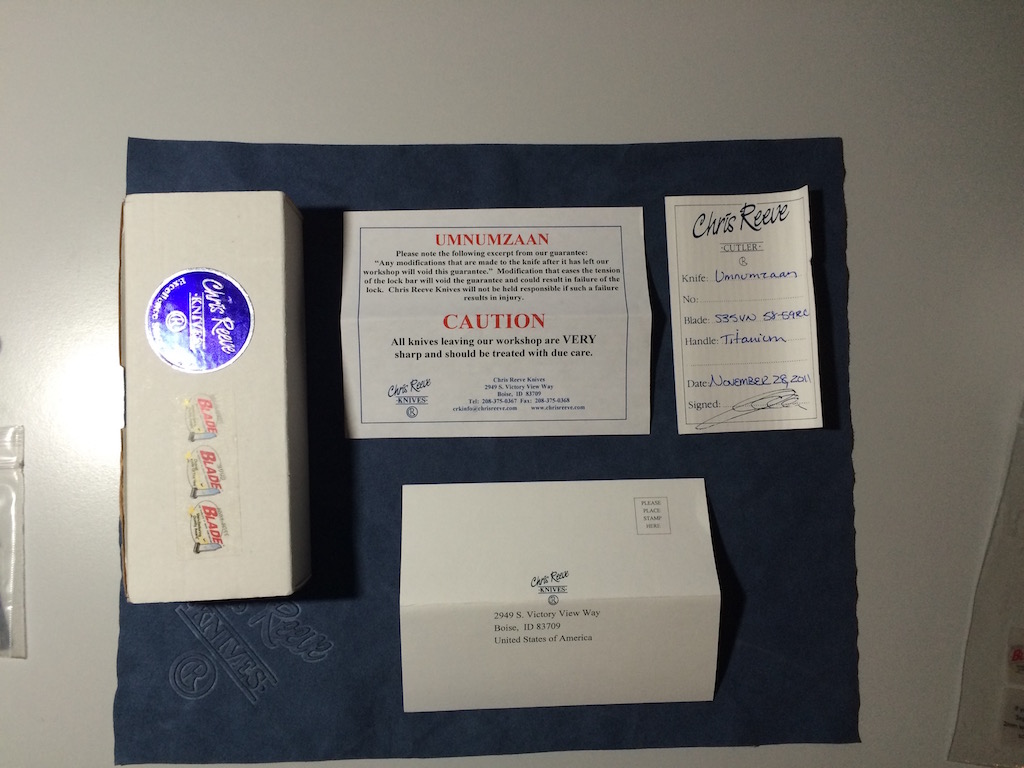 Chris Reeve
KNIVES
BLADE
BLADE
BLADE
UMNUMZAAN
Please note the following excerpt from our guarantee:
"Any modifications that are made to the knife after it has left our
workshop will void this guarantee." Modification that eases the tension
of the lock bar will void the guarantee and could result in failure of the
lock. Chris Reeve Knives will not be held responsible if such a failure
results in injury.
CAUTION
All knives leaving our workshop are VERY
sharp and should be treated with due care.
Chris Reeve
KNIVES
Chris Reeve Knives
2949 S. Victory View Way
Boise, ID 83709
Tel: 208-375-0367 Fax: 208-375-0368
crkinfo@chrisreeve.com www.chrisreeve.com
Chris Reeve
·CUTLER·
Knife: Umnumzaan
No:
Blade: S35VN 58-59RC
Handle: Titanium
Date: NOVEMBER 28, 2011
Signed:
PLEASE
PLACE
STAMP
HERE
Chris Reeve
KNIVES
2949 S. Victory View Way
Boise, ID 83709
United States of America
Reeve
KNIVES